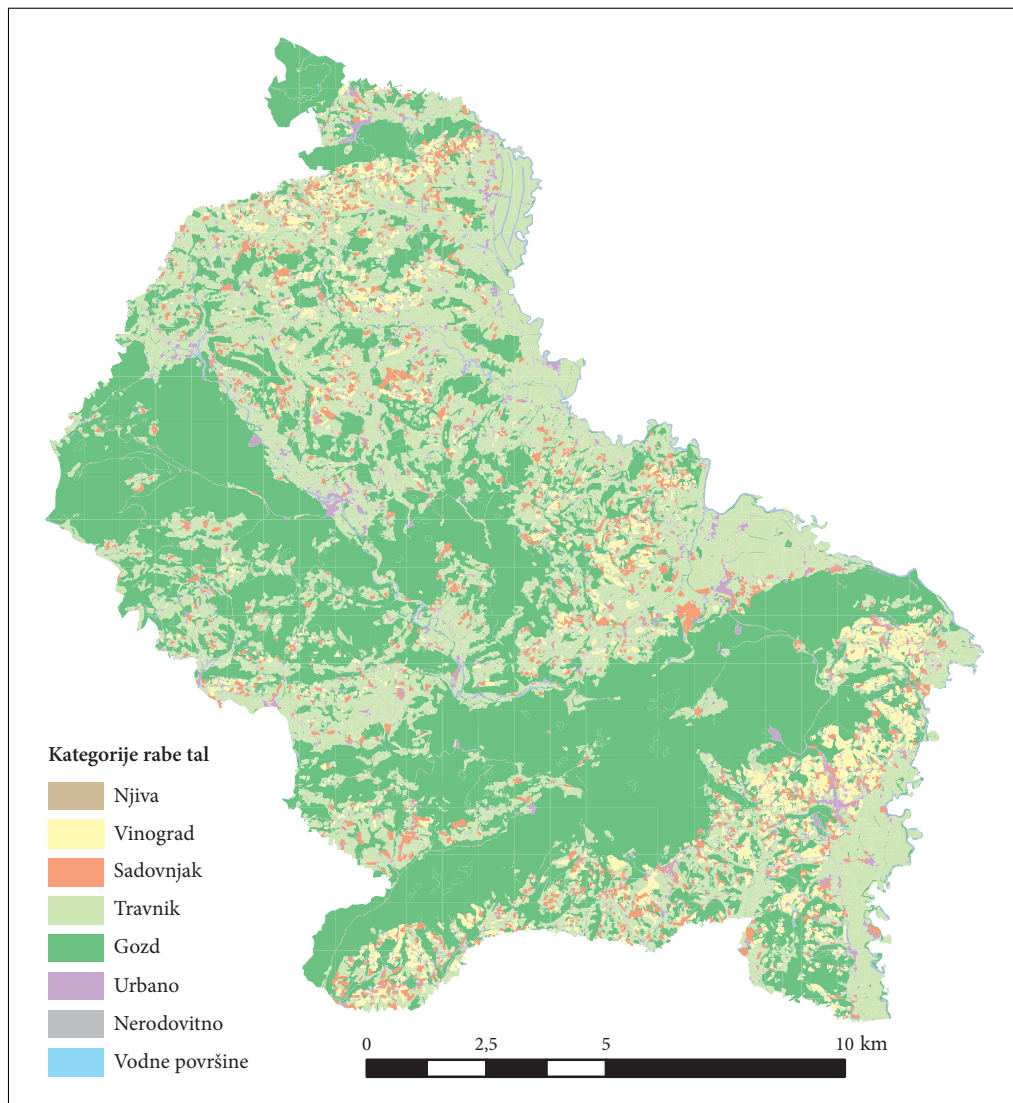 Kategorije rabe tal
Njiva
Vinograd
Sadovnjak
Travnik
Gozd
Urbano
Nerodovitno
Vodne površine
0 2,5 5 10 km